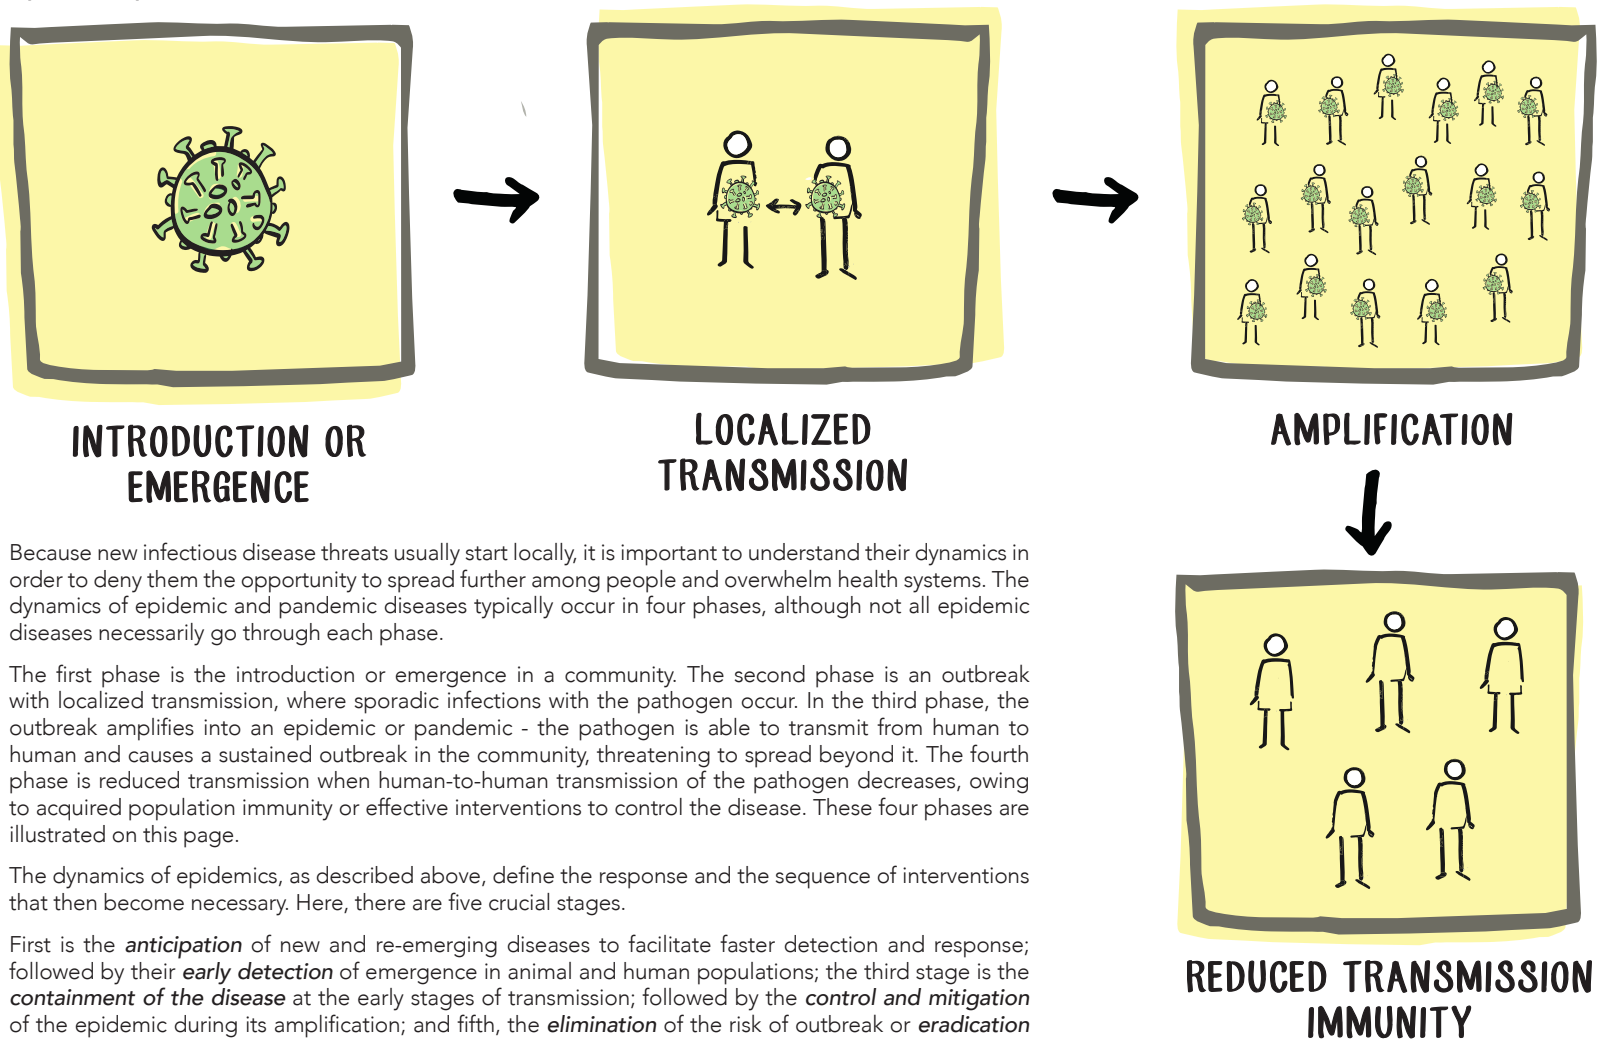 INTRODUCTION OR
EMERGENCE
LOCALIZED
TRANSMISSION
AMPLIFICATION
Because new infectious disease threats usually start locally, it is important to understand their dynamics in
order to deny them the opportunity to spread further among people and overwhelm health systems. The
dynamics of epidemic and pandemic diseases typically occur in four phases, although not all epidemic
diseases necessarily go through each phase.
The first phase is the introduction or emergence in a community. The second phase is an outbreak
with localized transmission, where sporadic infections with the pathogen occur. In the third phase, the
outbreak amplifies into an epidemic or pandemic - the pathogen is able to transmit from human to
human and causes a sustained outbreak in the community, threatening to spread beyond it. The fourth
phase is reduced transmission when human-to-human transmission of the pathogen decreases, owing
to acquired population immunity or effective interventions to control the disease. These four phases are
illustrated on this page.
The dynamics of epidemics, as described above, define the response and the sequence of interventions
that then become necessary. Here, there are five crucial stages.
First is the anticipation of new and re-emerging diseases to facilitate faster detection and response;
followed by their early detection of emergence in animal and human populations; the third stage is the
containment of the disease at the early stages of transmission; followed by the control and mitigation
of the epidemic during its amplification; and fifth, the elimination of the risk of outbreak or eradication
REDUCED TRANSMISSION
IMMUNITY